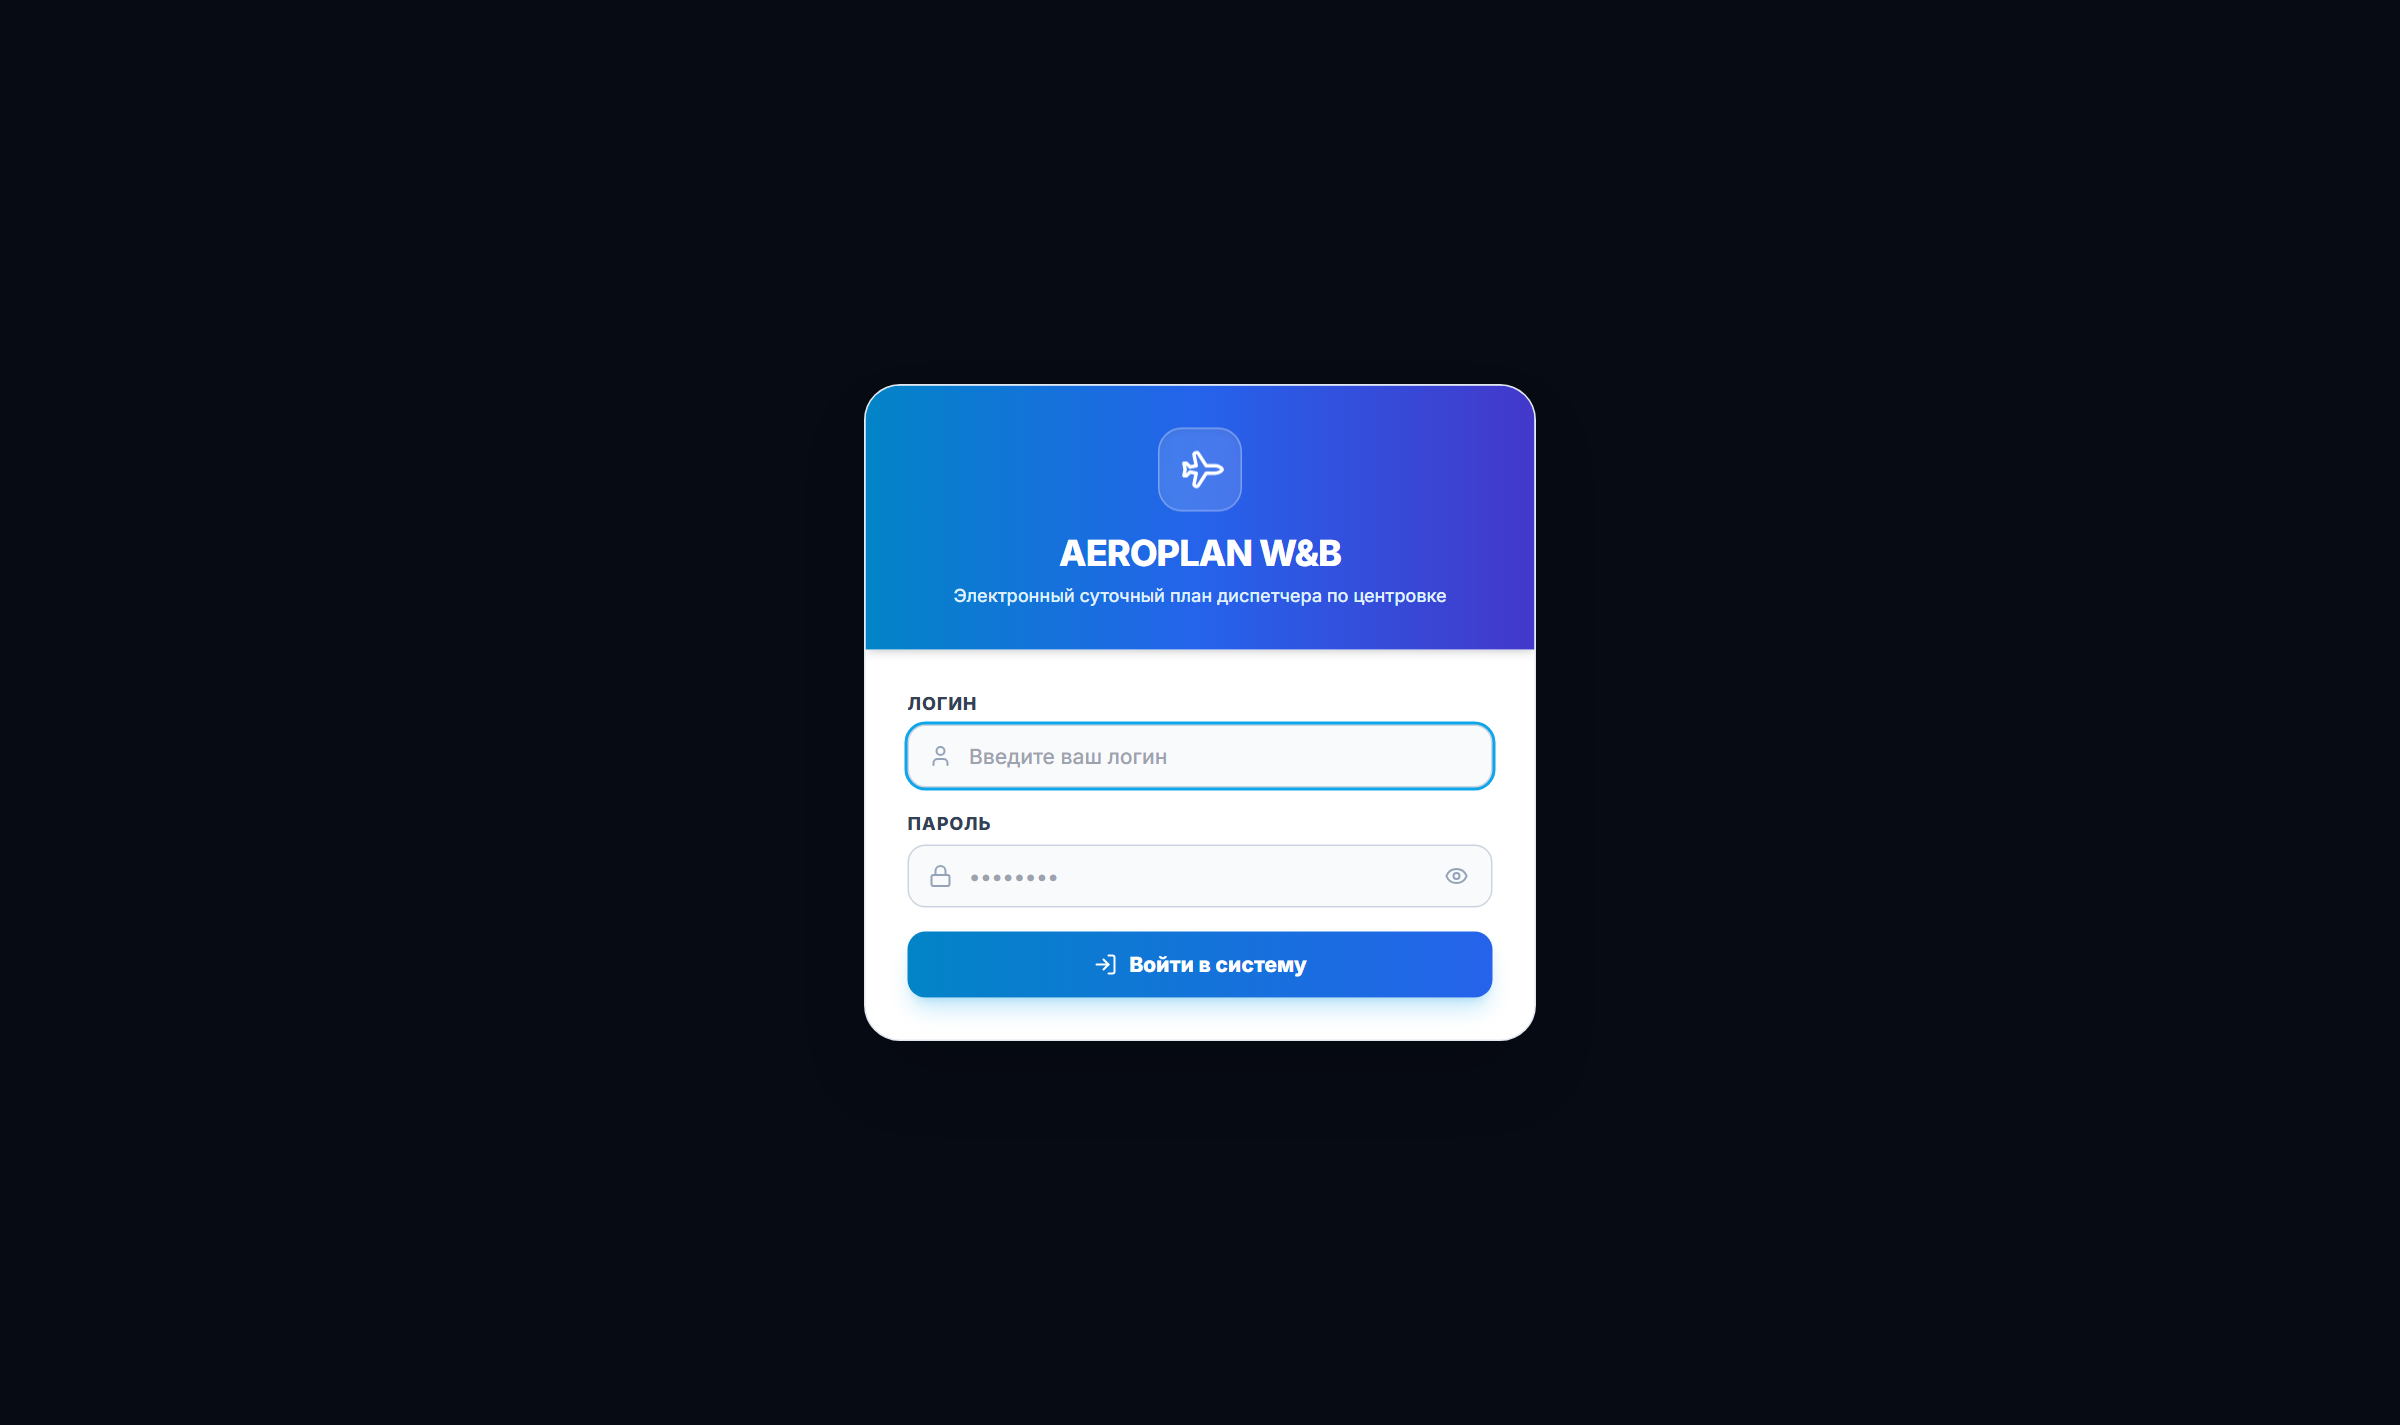 AEROPLAN W&B
Электронный суточный план диспетчера по центровке
ЛОГИН
Введите ваш логин
ПАРОЛЬ
••••••••
Войти в систему